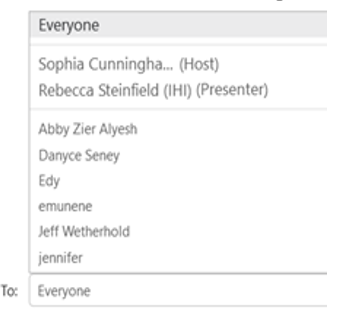 Everyone
Sophia Cunningha... (Host)
Rebecca Steinfield (IHI) (Presenter)
Abby Zier Alyesh
Danyce Seney
Edy
emunene
Jeff Wetherhold
jennifer
To: Everyone